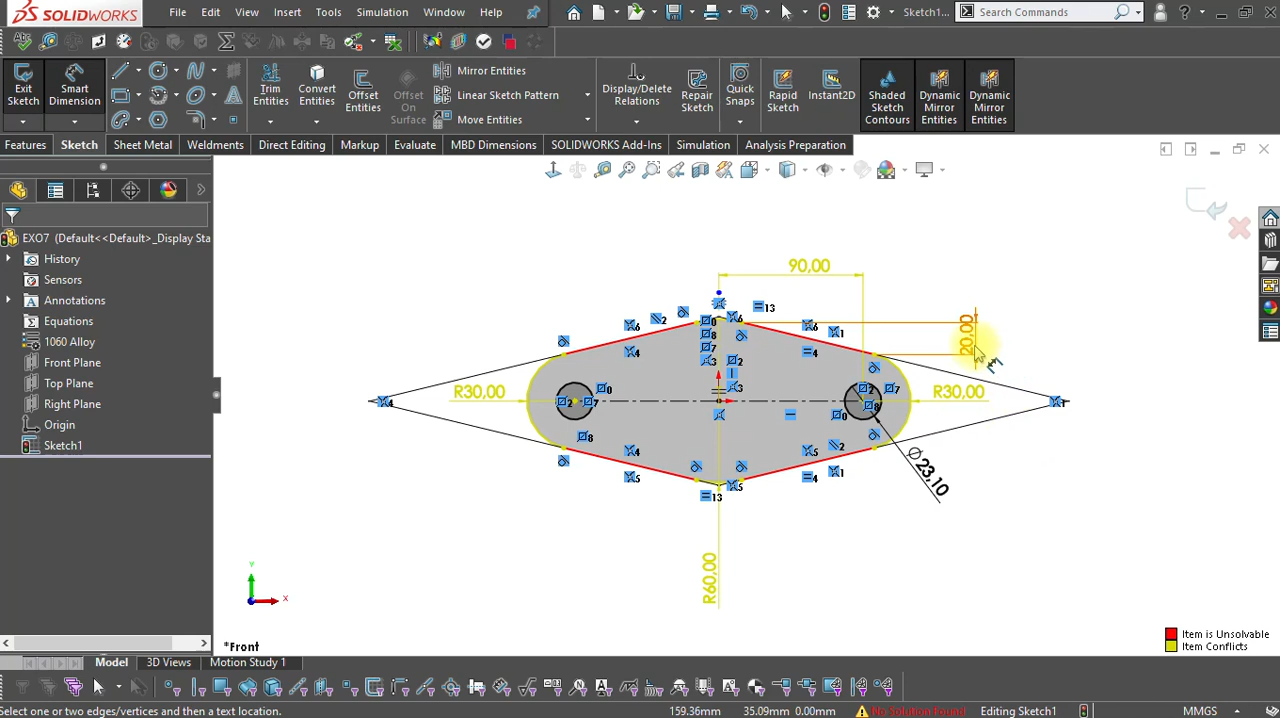 DS SOLIDWORKS File Edit View Insert Tools Simulation Window Help Sketch1... Search Commands ?
Exit Sketch Smart Dimension Trim Entities Convert Entities Offset Entities Offset On Surface Mirror Entities Linear Sketch Pattern Move Entities Display/Delete Relations Repair Sketch Quick Snaps Rapid Sketch Instant2D Shaded Sketch Contours Dynamic Mirror Entities Dynamic Mirror Entities
Features Sketch Sheet Metal Weldments Direct Editing Markup Evaluate MBD Dimensions SOLIDWORKS Add-Ins Simulation Analysis Preparation
EXO7 (Default<<Default>_Display Sta
History
Sensors
Annotations
Equations
1060 Alloy
Front Plane
Top Plane
Right Plane
Origin
Sketch1
90,00
20,00
R30,00
R30,00
Ø23,10
R60,00
Y
X
*Front
Item is Unsolvable
Item Conflicts
Model 3D Views Motion Study 1
Select one or two edges/vertices and then a text location. 159.36mm 35.09mm 0.00mm No Solution Found Editing Sketch1 MMGS